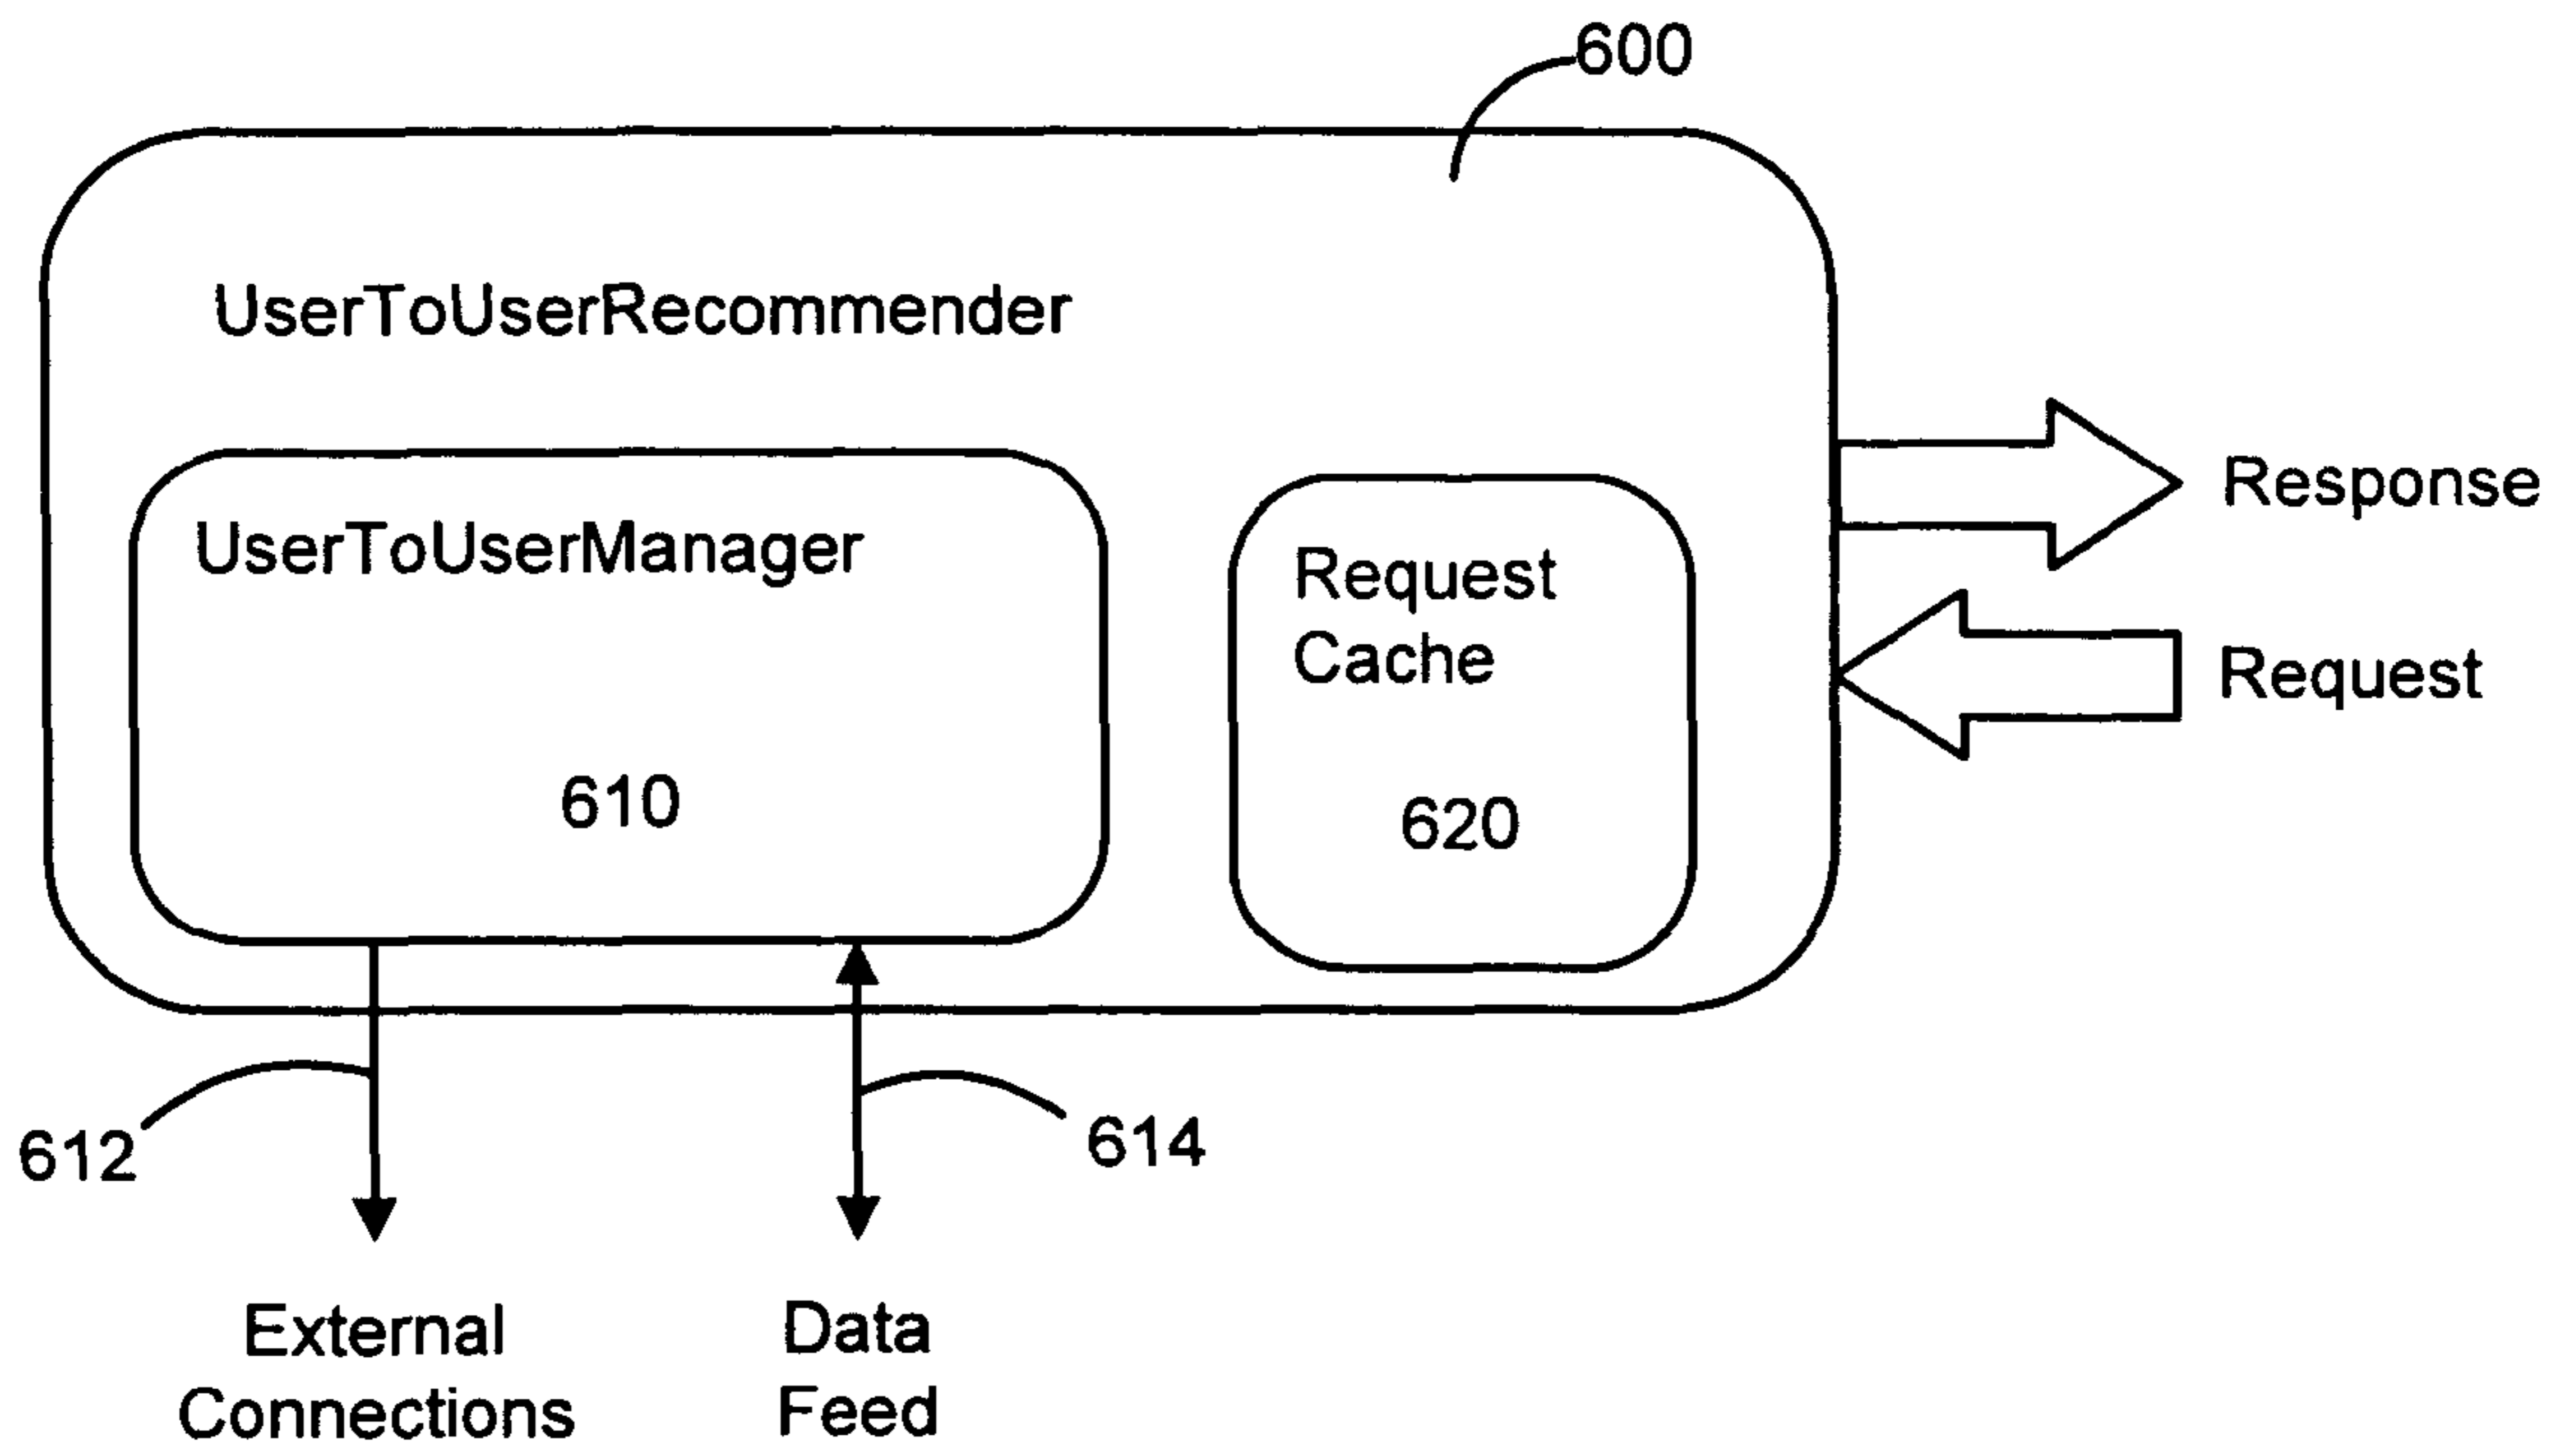 600
UserToUserRecommender
UserToUserManager
610
Request
Cache
620
Response
Request
612
614
External
Connections
Data
Feed